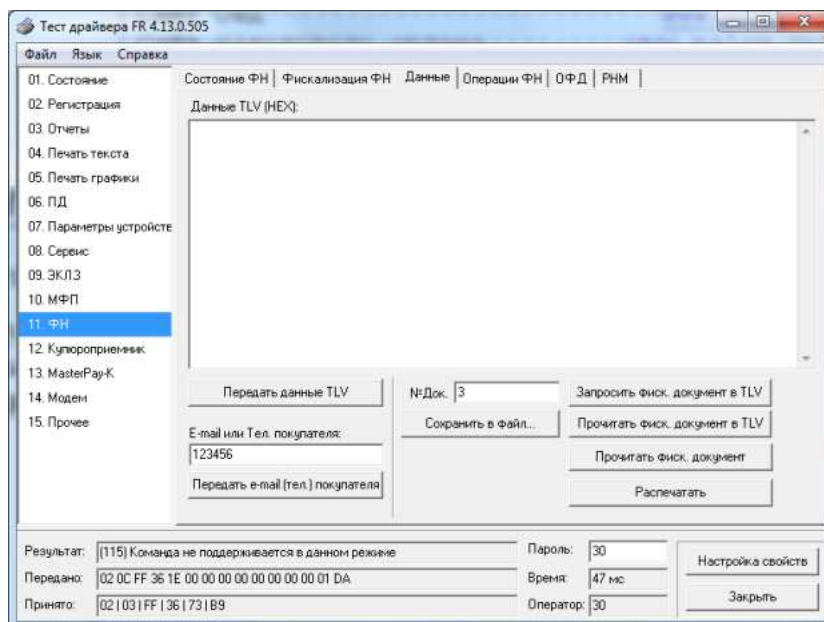 Тест драйвера FR 4.13.0.505
Файл Язык Справка
01. Состояние
02. Регистрация
03. Отчеты
04. Печать текста
05. Печать графики
06. ПД
07. Параметры устройств
08. Сервис
09. ЭКЛЗ
10. МФП
11. ФН
12. Купюроприемник
13. MasterPay-K
14. Модем
15. Прочее
Состояние ФН Фискализация ФН Данные Операции ФН ОФД РНМ
Данные TLV (HEX):
Передать данные TLV
E-mail или Тел. покупателя:
123456
Передать e-mail (тел.) покупателя
№Док. 3
Сохранить в файл...
Запросить фиск. документ в TLV
Прочитать фиск. документ в TLV
Прочитать фиск. документ
Распечатать
Результат: (115) Команда не поддерживается в данном режиме
Передано: 02 0C FF 36 1E 00 00 00 00 00 00 00 00 01 DA
Принято: 02 | 03 | FF | 36 | 73 | B9
Пароль: 30
Время: 47 мс
Оператор: 30
Настройка свойств
Закрыть